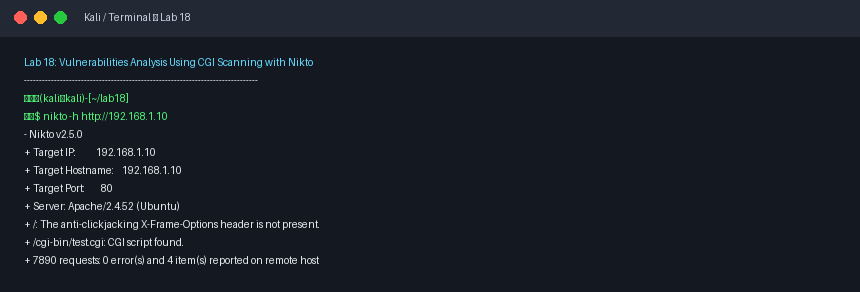 Kali / Terminal ▯ Lab 18
Lab 18: Vulnerabilities Analysis Using CGI Scanning with Nikto
--------------------------------------------------------------------------------
▯▯▯(kali▯kali)-[~/lab18]
▯▯$ nikto -h http://192.168.1.10
- Nikto v2.5.0
+ Target IP: 192.168.1.10
+ Target Hostname: 192.168.1.10
+ Target Port: 80
+ Server: Apache/2.4.52 (Ubuntu)
+ /: The anti-clickjacking X-Frame-Options header is not present.
+ /cgi-bin/test.cgi: CGI script found.
+ 7890 requests: 0 error(s) and 4 item(s) reported on remote host